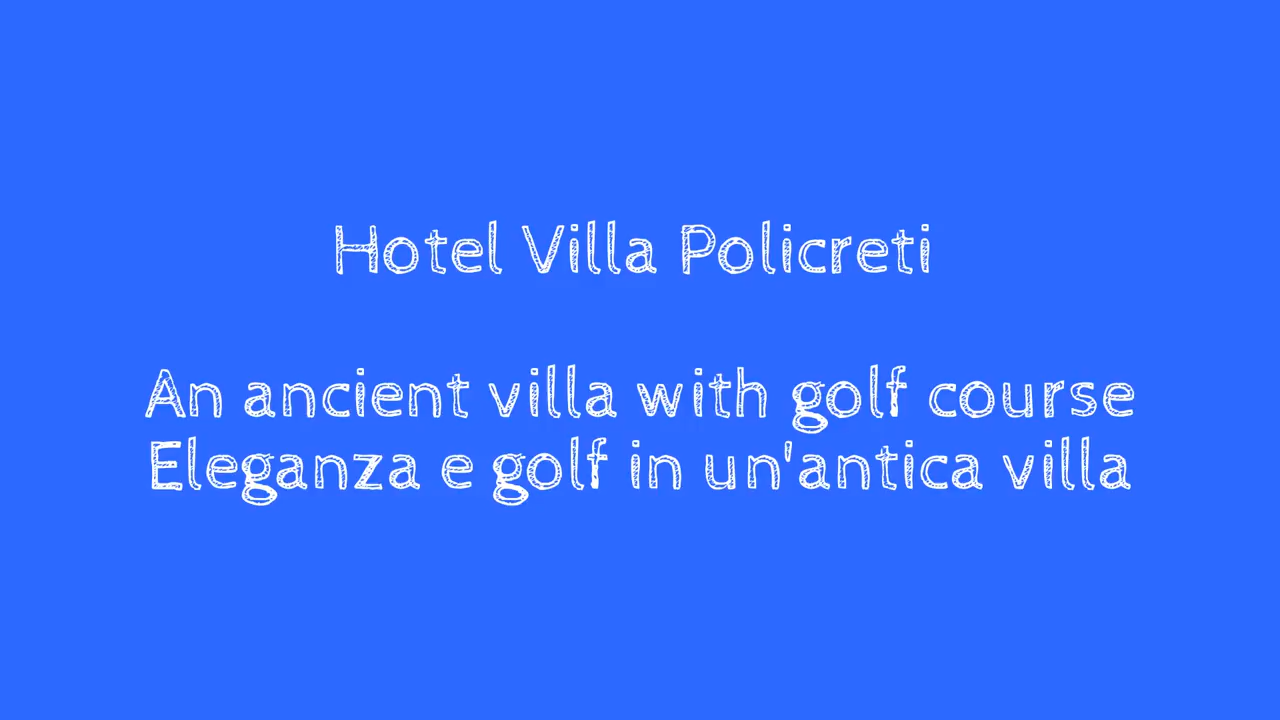 Hotel Villa Policreti
An ancient villa with golf course
Eleganza e golf in un'antica villa